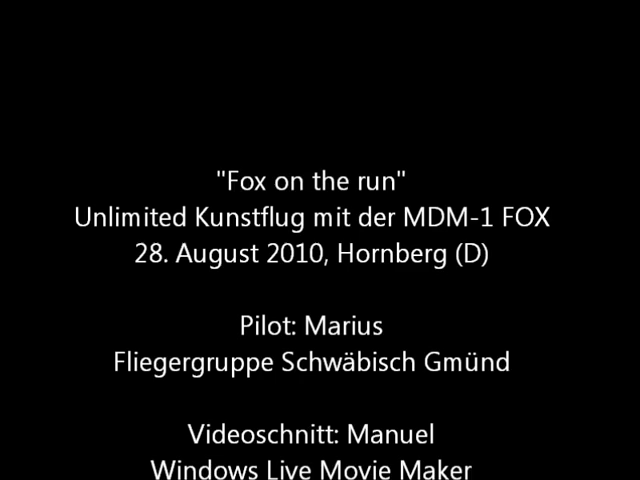 "Fox on the run"
Unlimited Kunstflug mit der MDM-1 FOX
28. August 2010, Hornberg (D)
Pilot: Marius
Fliegergruppe Schwäbisch Gmünd
Videoschnitt: Manuel
Windows Live Movie Maker